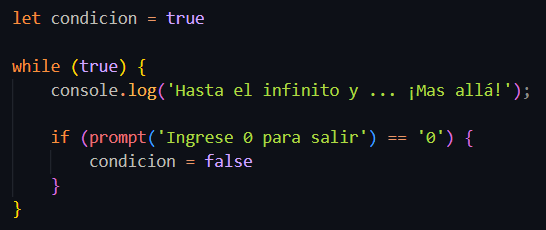 let condicion = true
while (true) {
console.log('Hasta el infinito y ... ¡Mas allá!');
if (prompt('Ingrese 0 para salir') == '0') {
condicion = false
}
}